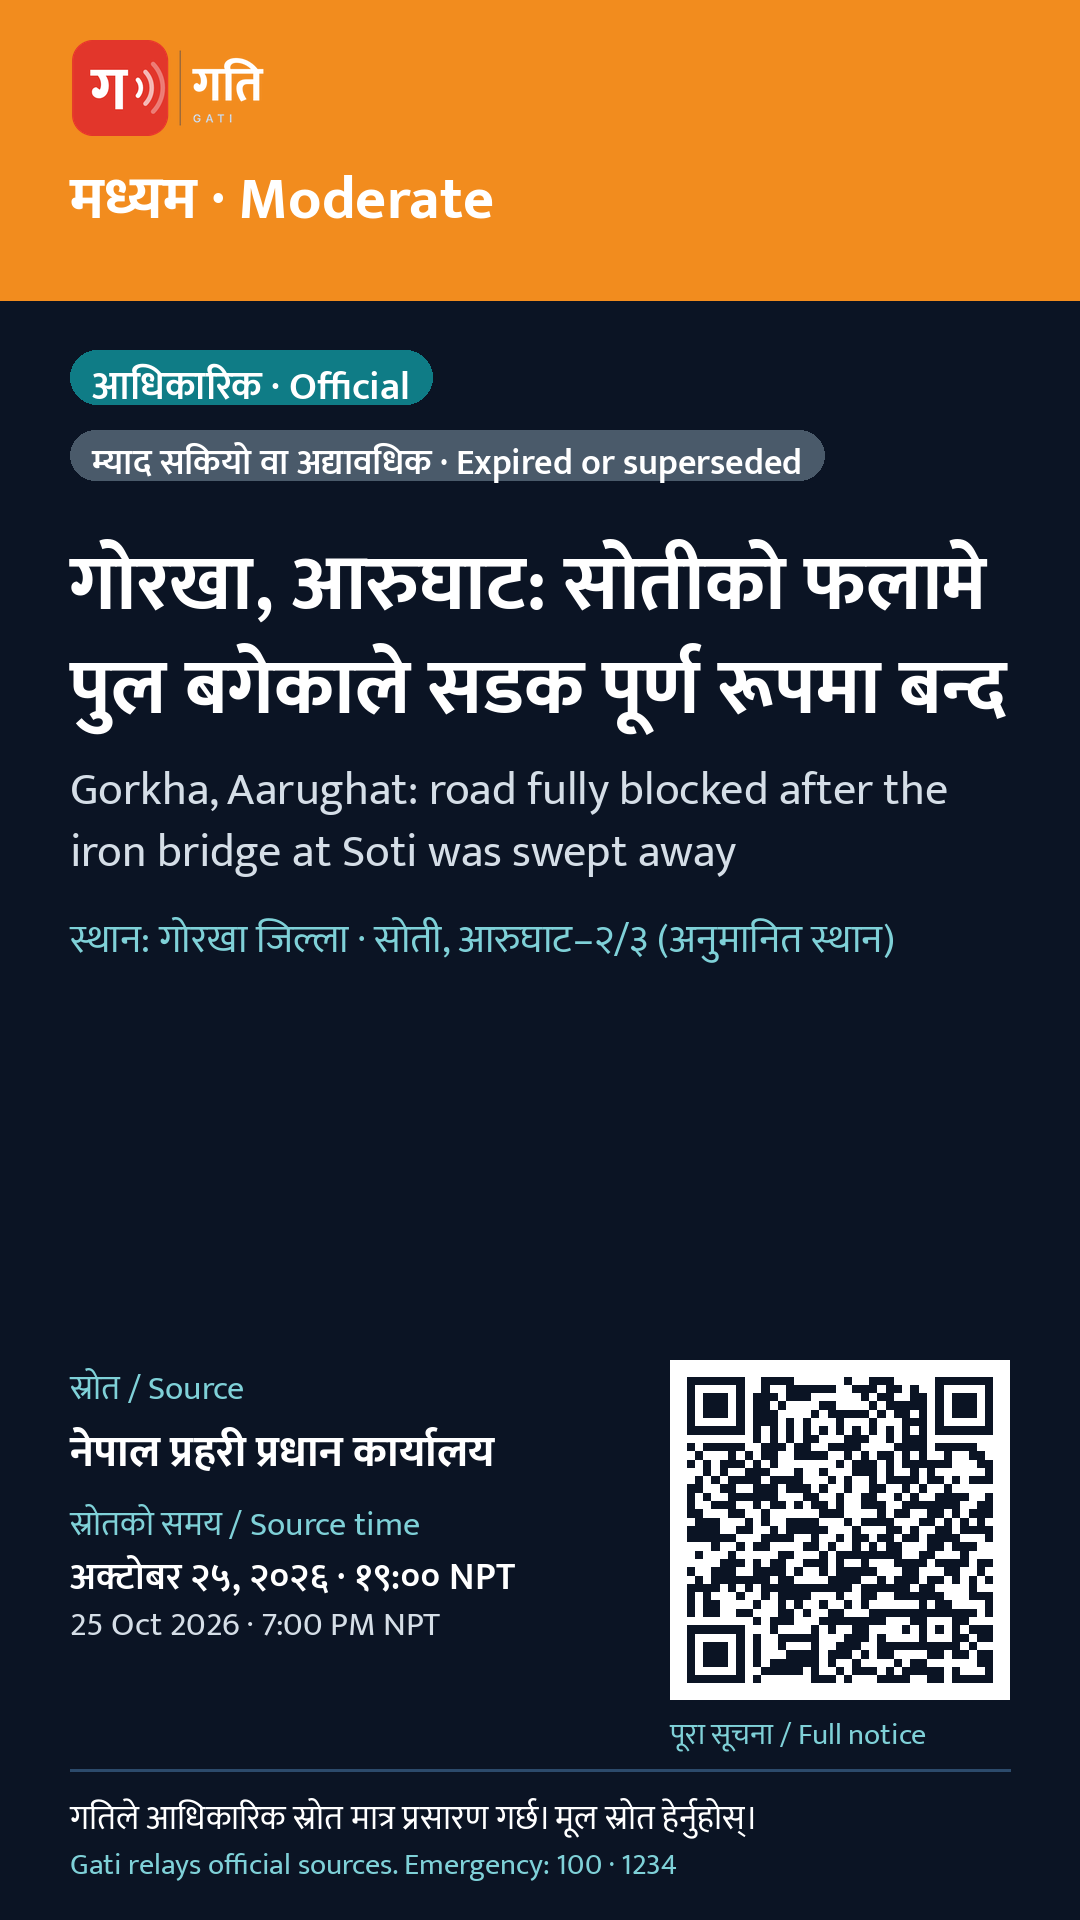 ग
गति
GATI
मध्यम · Moderate
आधिकारिक · Official
म्याद सकियो वा अद्यावधिक · Expired or superseded
गोरखा, आरुघाट: सोतीको फलामे
पुल बगेकाले सडक पूर्ण रूपमा बन्द
Gorkha, Aarughat: road fully blocked after the
iron bridge at Soti was swept away
स्थान: गोरखा जिल्ला · सोती, आरुघाट–२/३ (अनुमानित स्थान)
स्रोत / Source
नेपाल प्रहरी प्रधान कार्यालय
स्रोतको समय / Source time
अक्टोबर २५, २०२६ · १९:०० NPT
25 Oct 2026 · 7:00 PM NPT
पूरा सूचना / Full notice
गतिले आधिकारिक स्रोत मात्र प्रसारण गर्छ। मूल स्रोत हेर्नुहोस्।
Gati relays official sources. Emergency: 100 · 1234